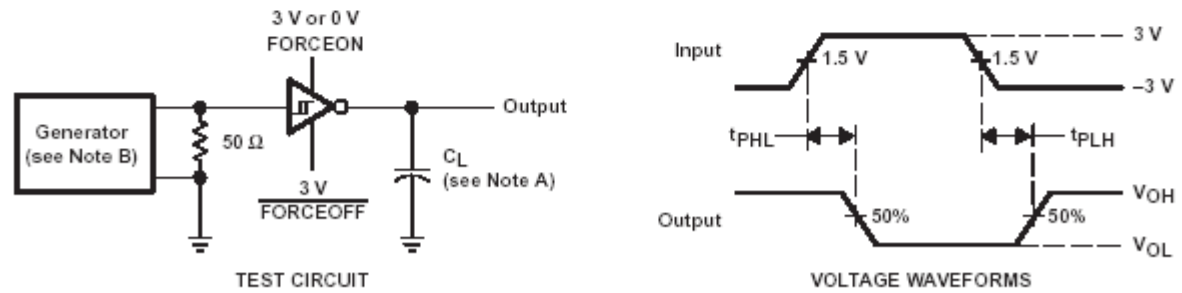 3 V or 0 V
FORCEON
Generator
(see Note B)
50 Ω
Output
CL
(see Note A)
3 V
FORCEOFF
TEST CIRCUIT
Input
3 V
1.5 V
1.5 V
–3 V
tPHL
tPLH
Output
50%
50%
VOH
VOL
VOLTAGE WAVEFORMS